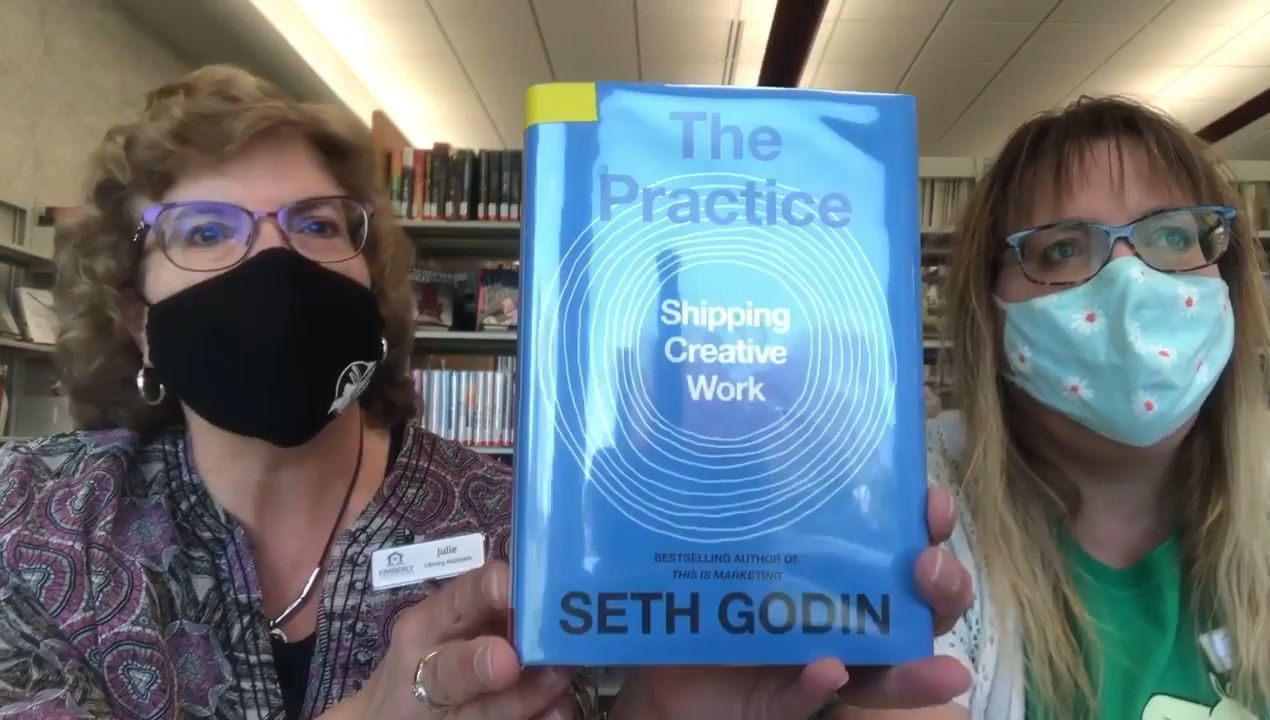 The
Practice
Shipping
Creative
Work
BESTSELLING AUTHOR OF
THIS IS MARKETING
SETH GODIN
Julie
Library Assistant
KIMBERLY